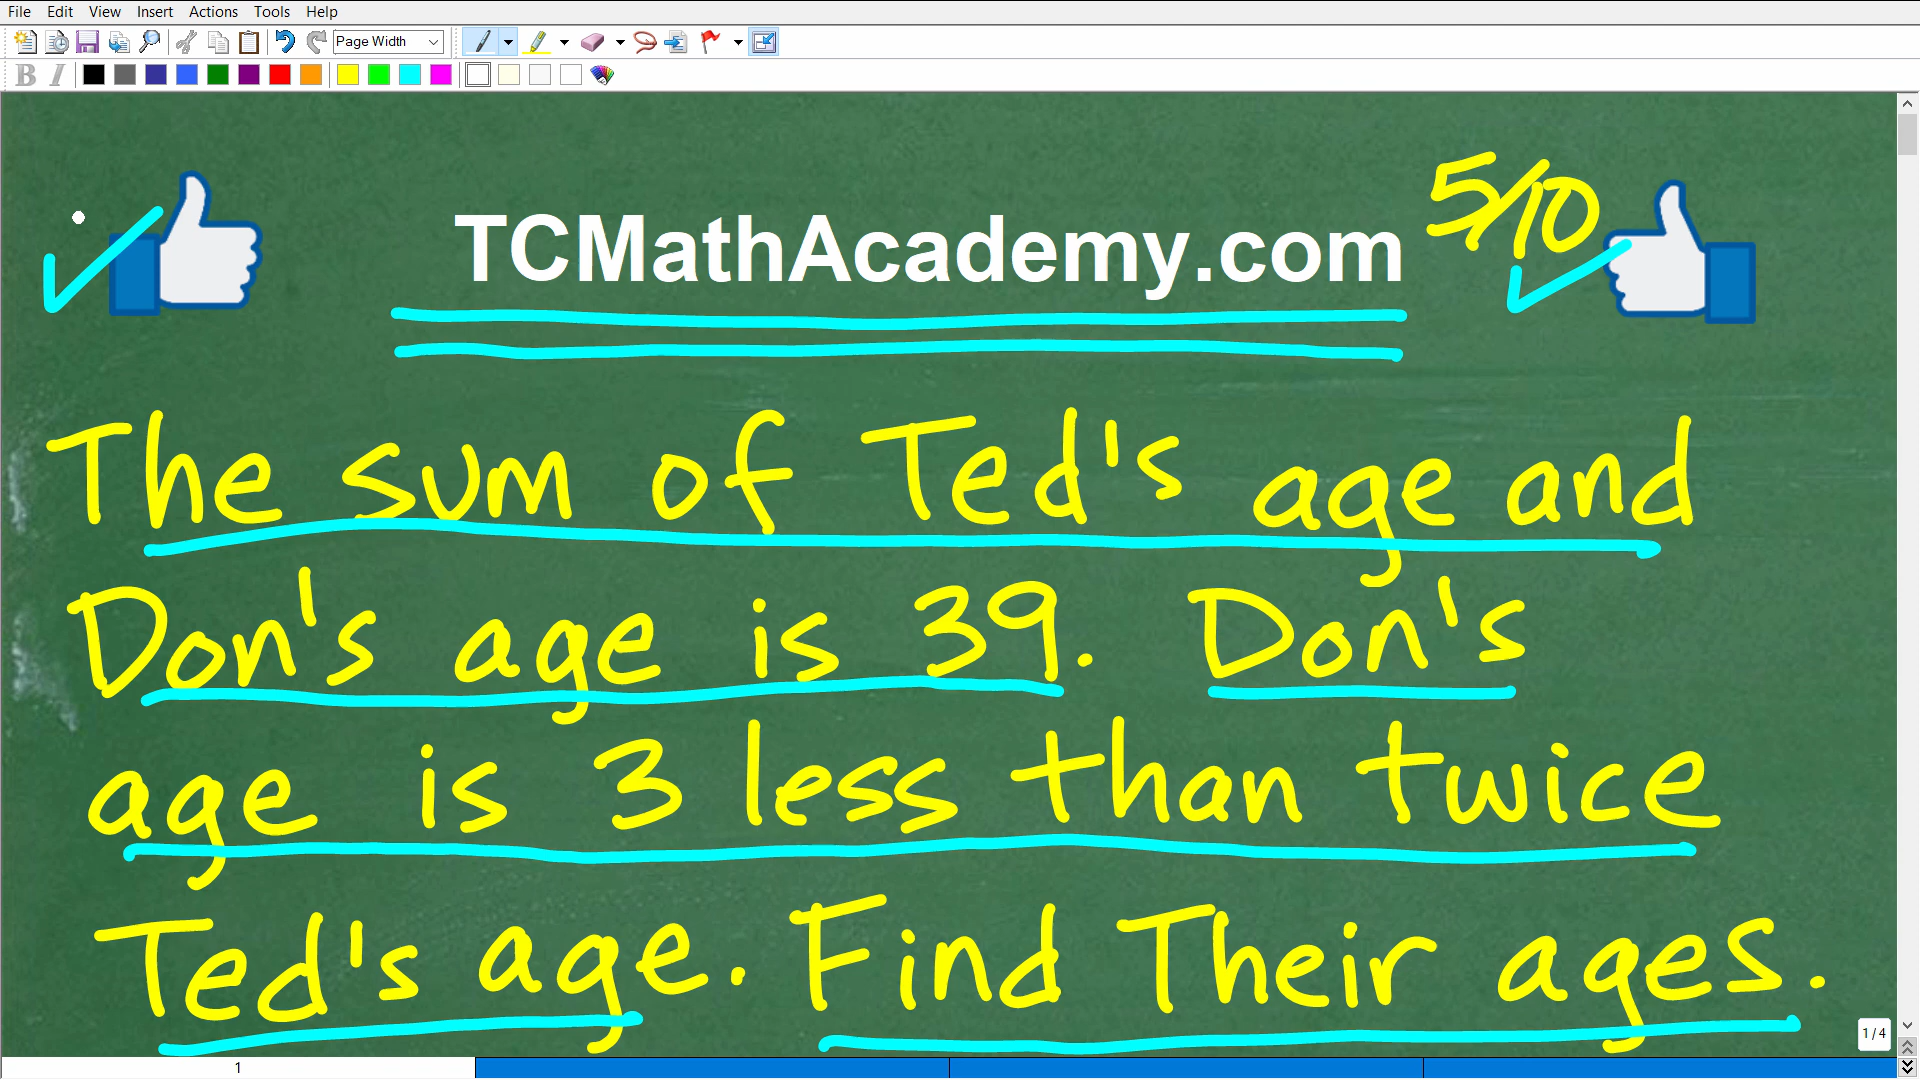 File Edit View Insert Actions Tools Help
Page Width
B I
5/10
TCMathAcademy.com
The sum of Ted's age and
Don's age is 39. Don's
age is 3 less than twice
Ted's age. Find Their ages.
1 / 4
1